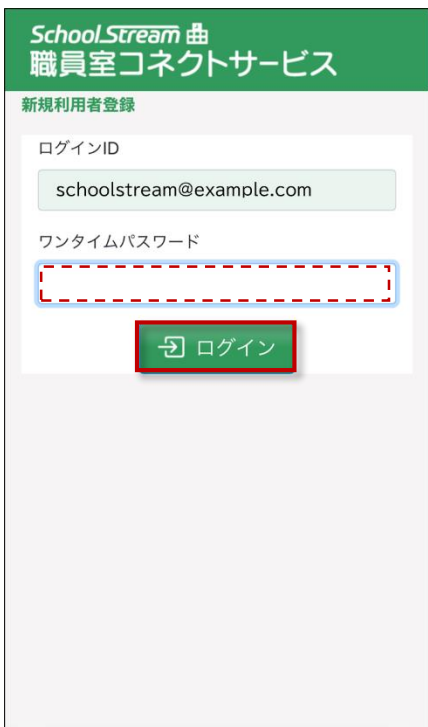 School Stream
職員室コネクトサービス
新規利用者登録
ログインID
schoolstream@example.com
ワンタイムパスワード
ログイン